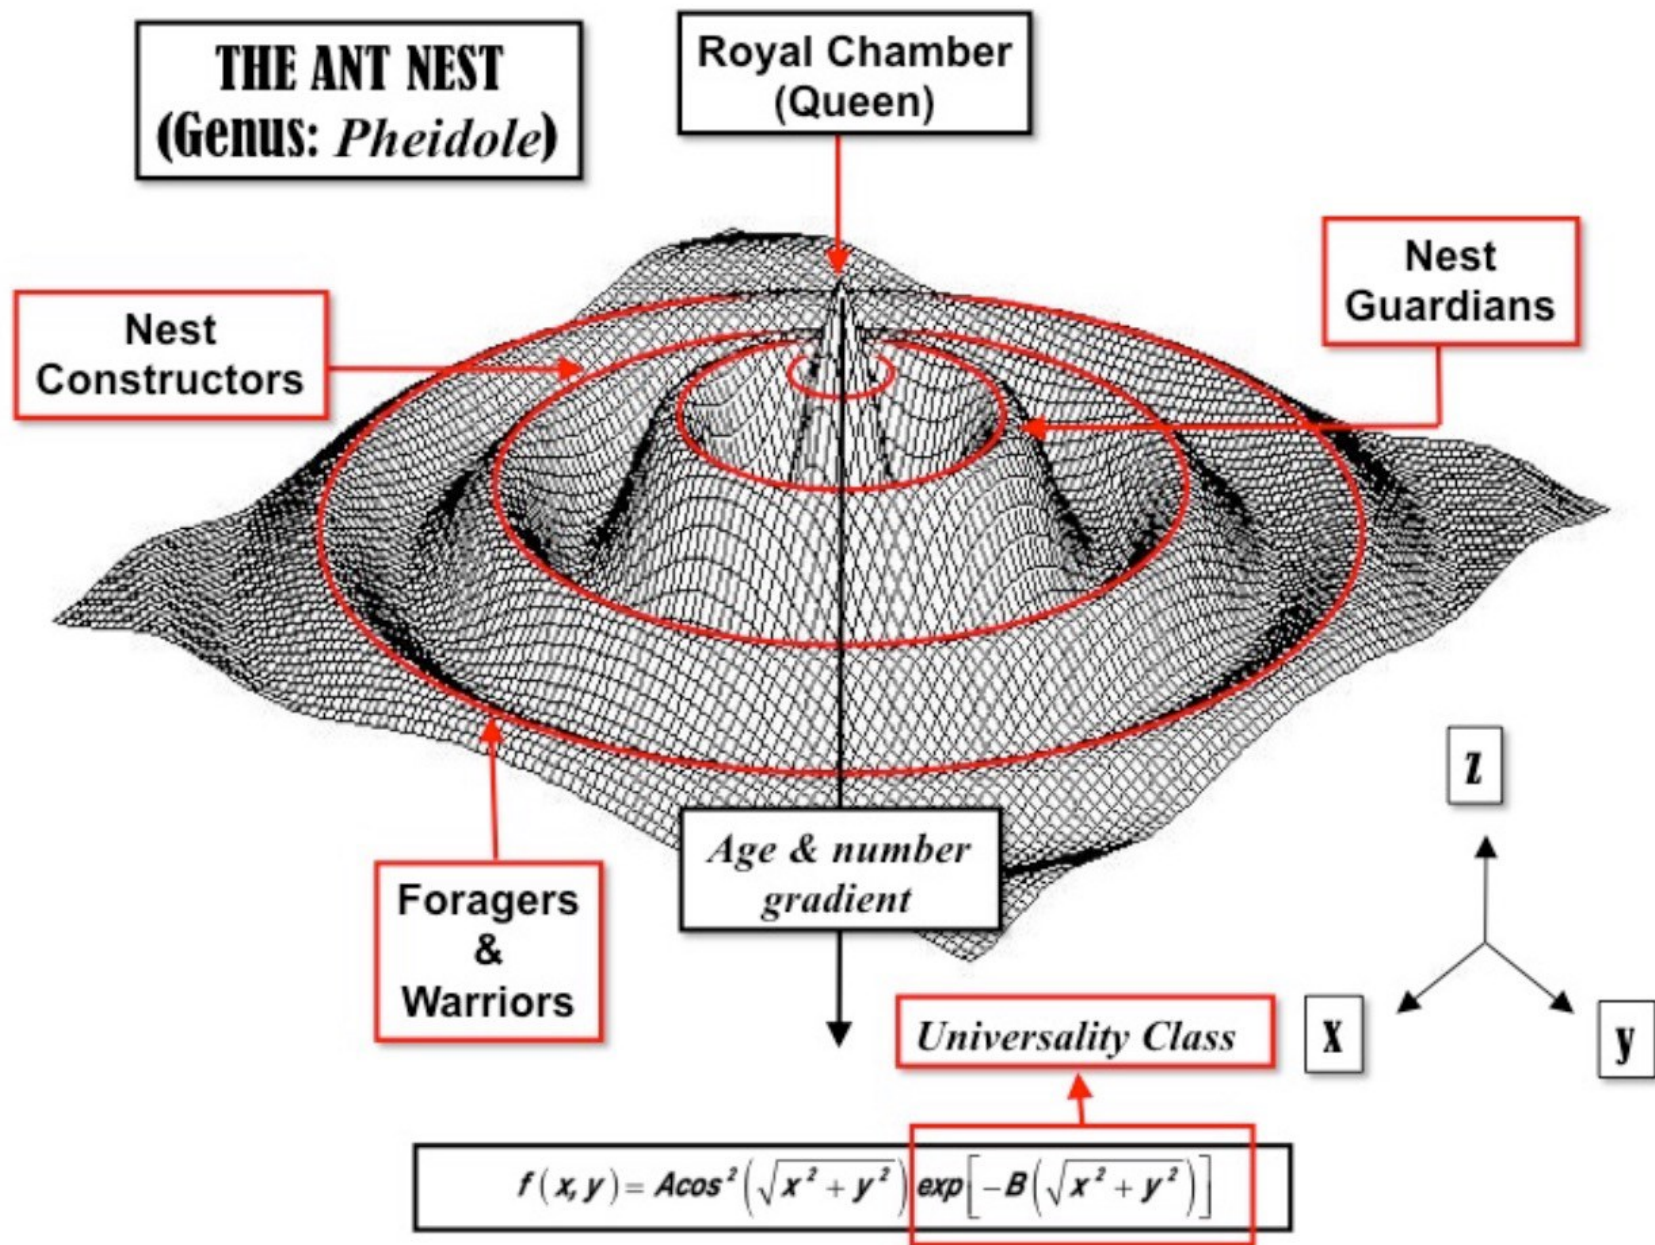 THE ANT NEST
(Genus: Pheidole)
Royal Chamber
(Queen)
Nest
Guardians
Nest
Constructors
Age & number
gradient
Foragers
&
Warriors
z
x
y
Universality Class
f(x,y)=Acos²(√x²+y²)exp[-B(√x²+y²)]